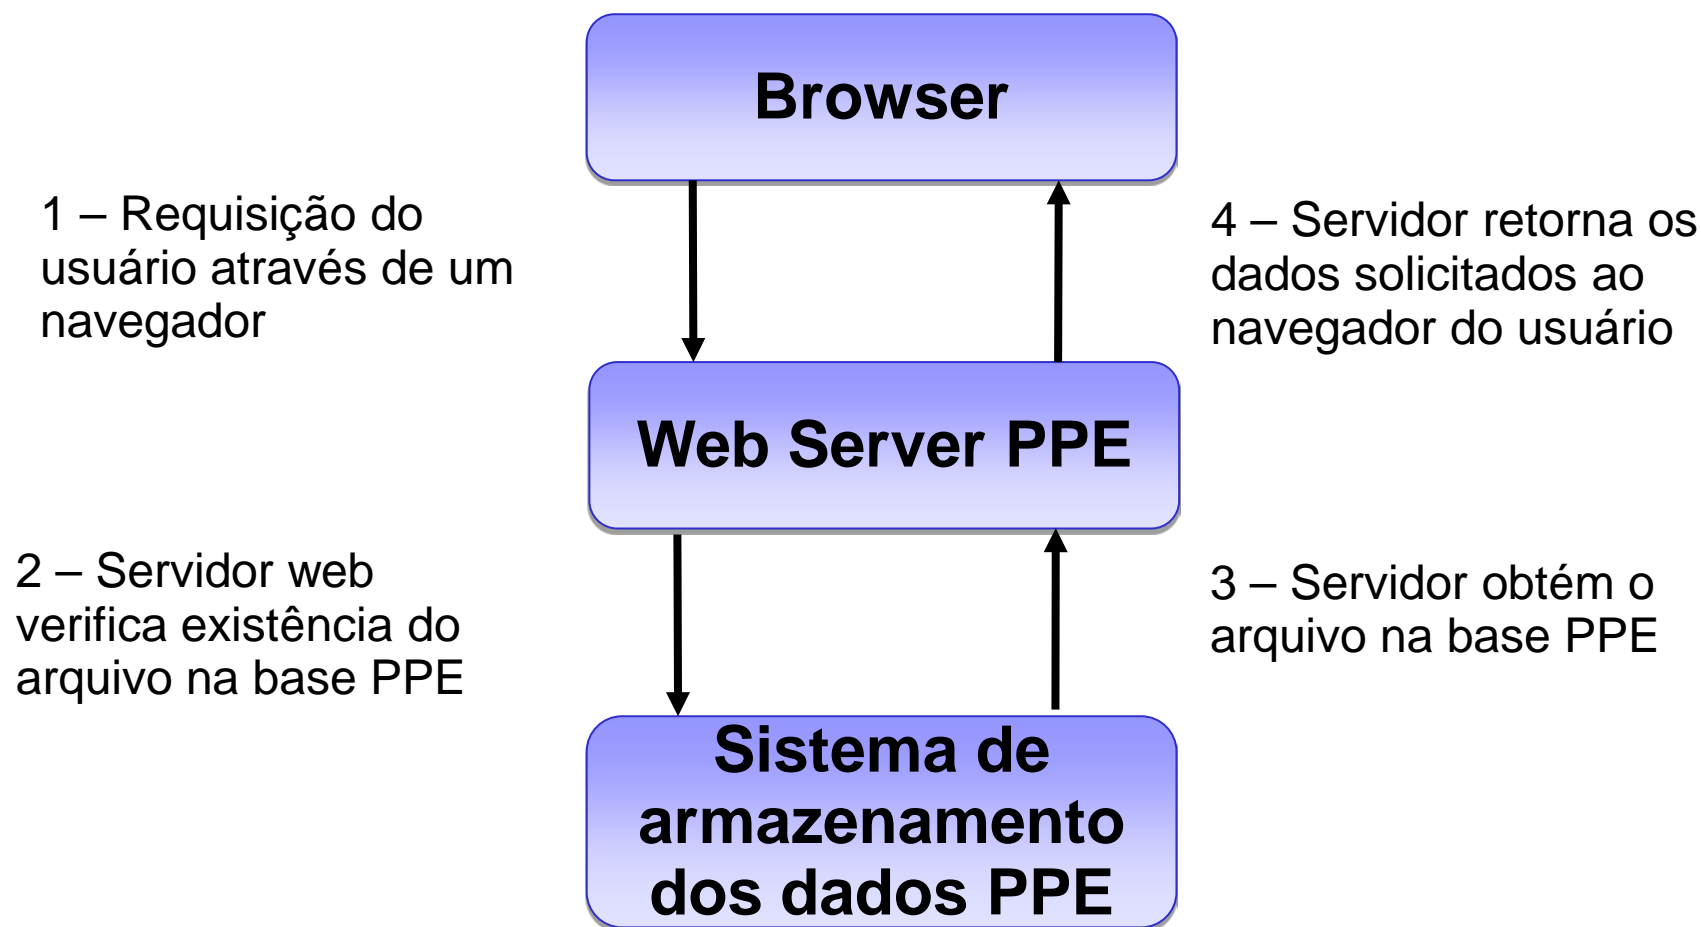 Browser
1 – Requisição do
usuário através de um
navegador
4 – Servidor retorna os
dados solicitados ao
navegador do usuário
Web Server PPE
2 – Servidor web
verifica existência do
arquivo na base PPE
3 – Servidor obtém o
arquivo na base PPE
Sistema de
armazenamento
dos dados PPE